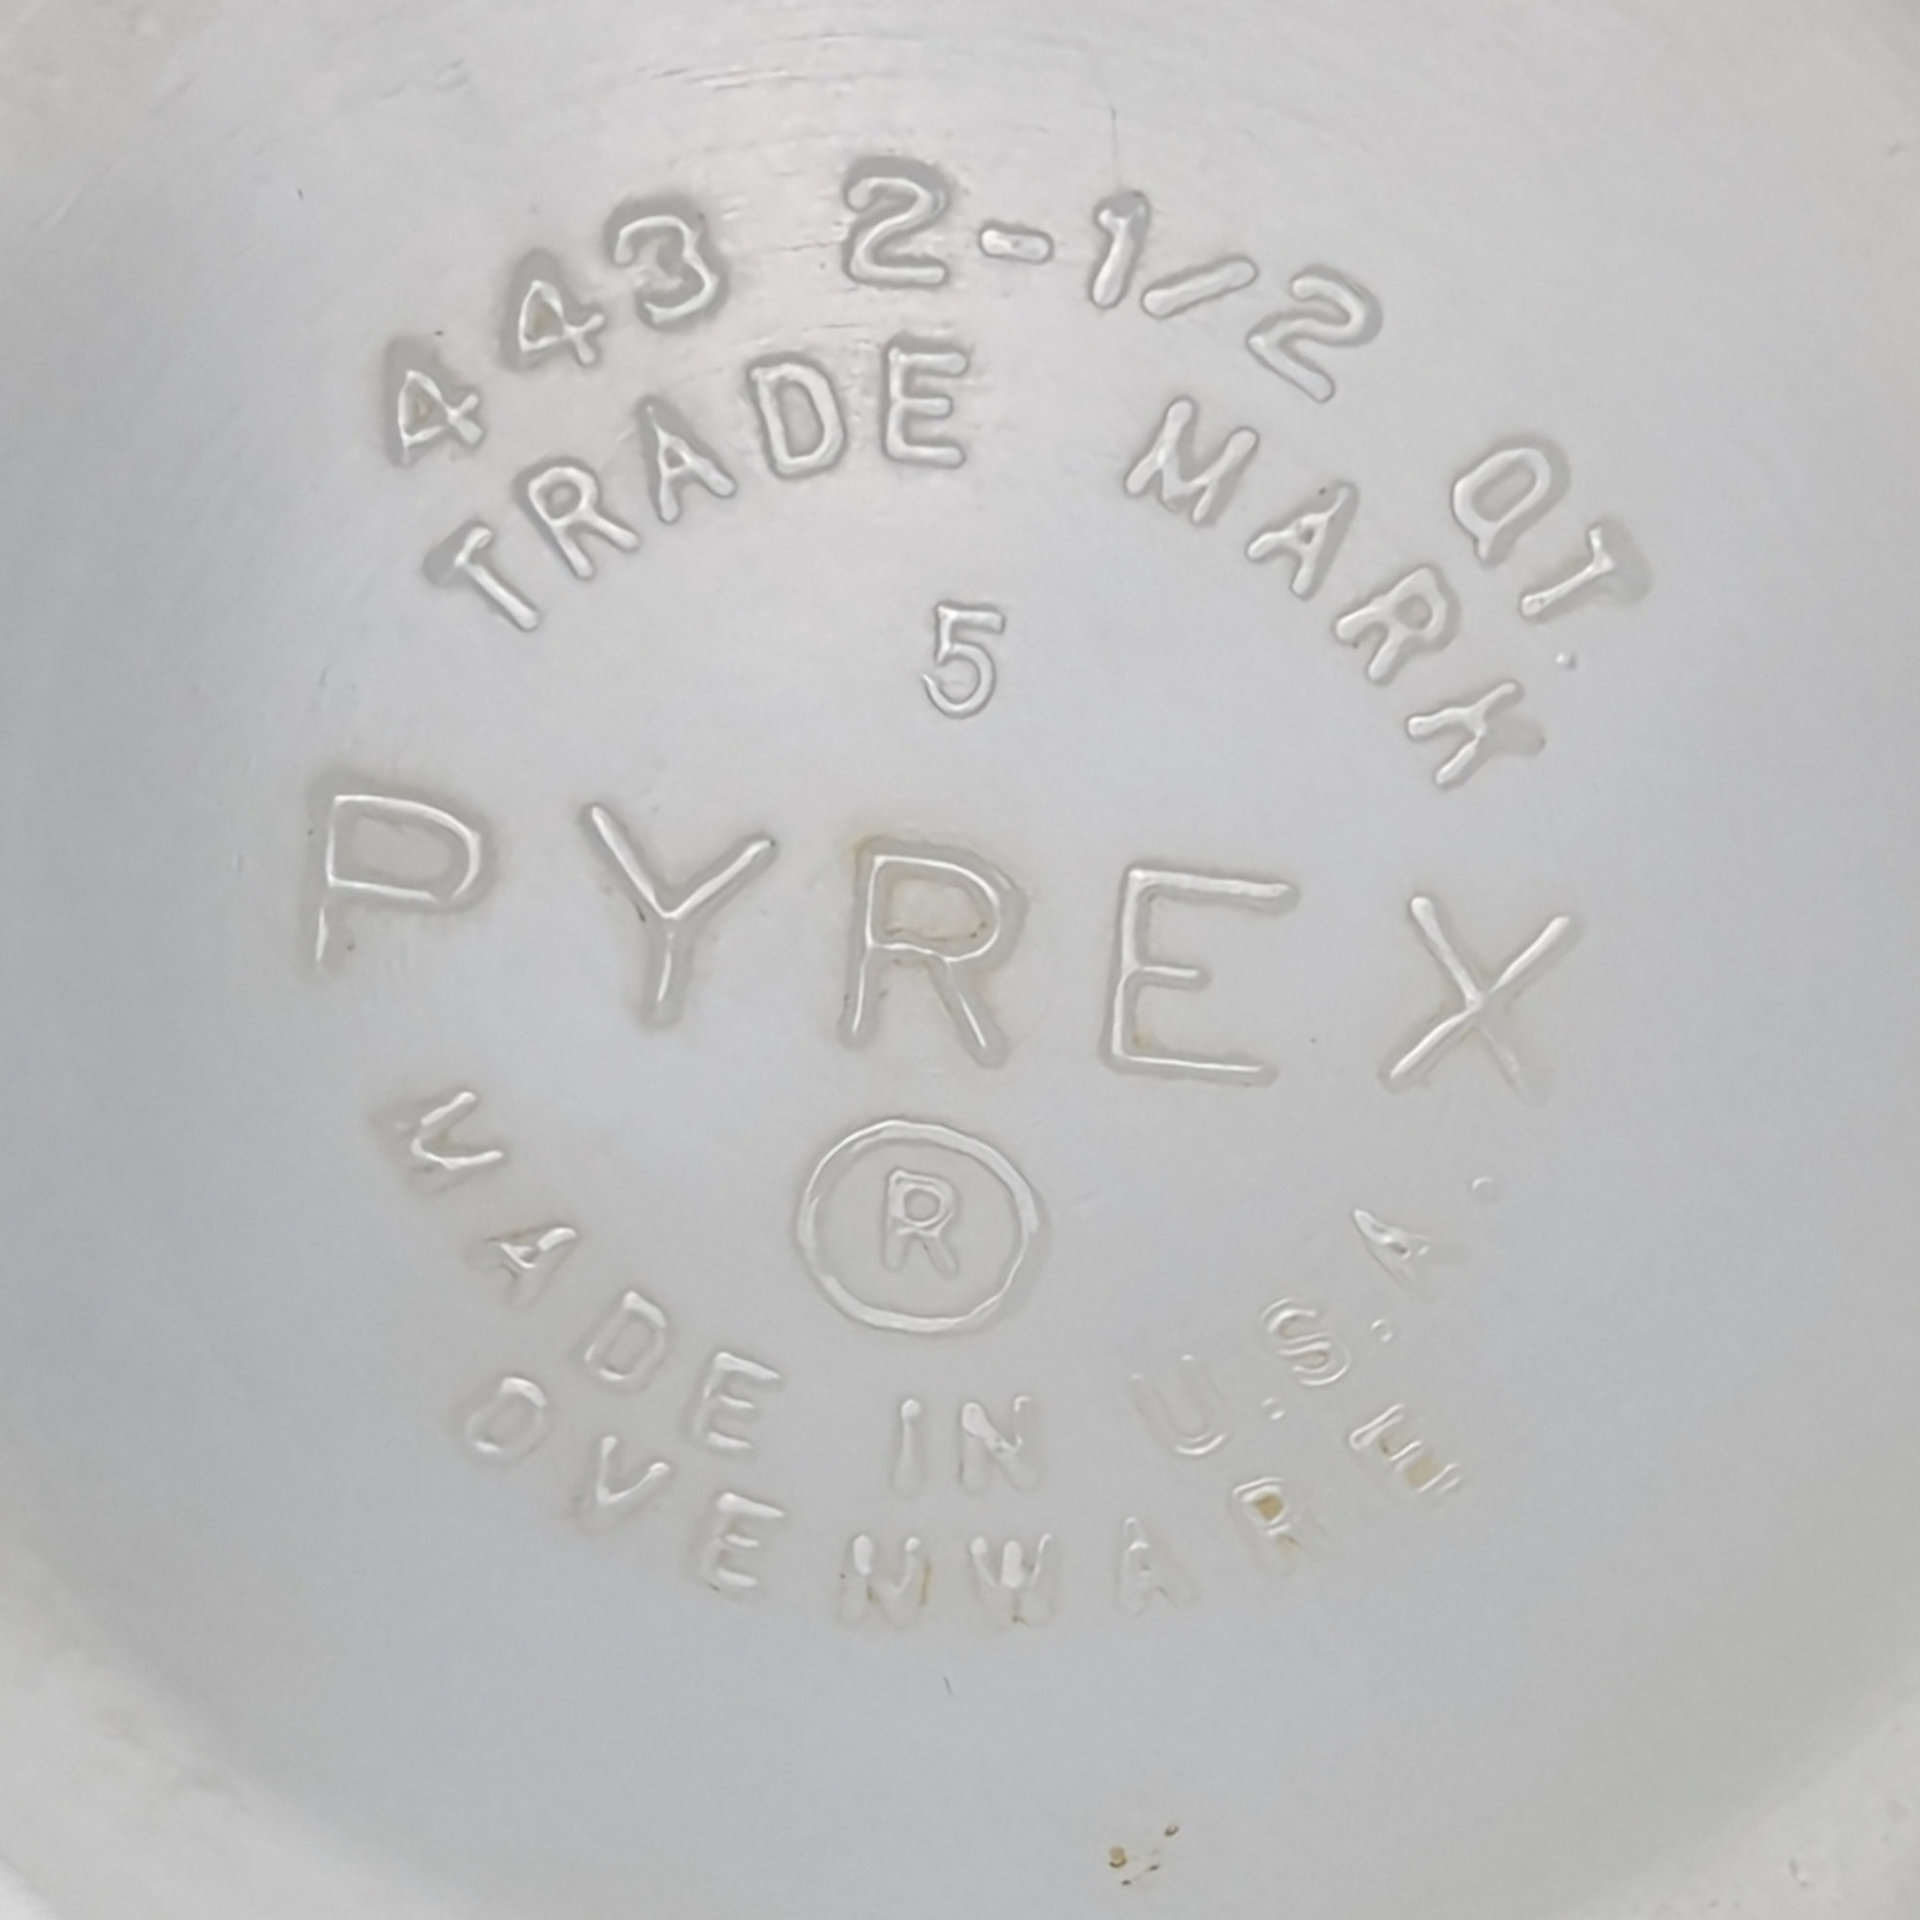 443 2-1/2 QT.
TRADE MARK
5
PYREX
®
MADE IN U.S.A.
OVENWARE